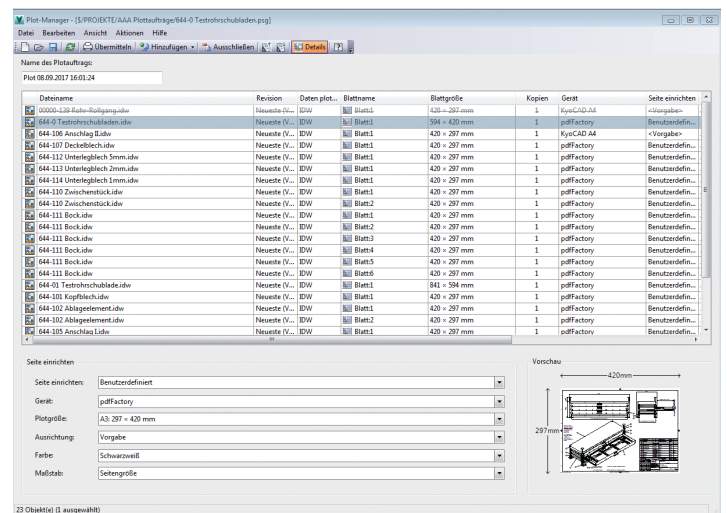 Plot-Manager - [$/PROJEKTE/AAA Plottaufträge/644-0 Testrohrschubladen.psg]
Datei Bearbeiten Ansicht Aktionen Hilfe
Übermitteln Hinzufügen Ausschließen Details
Name des Plotauftrags:
Plot 08.09.2017 16:01:24
Dateiname Revision Daten plot... Blattname Blattgröße Kopien Gerät Seite einrichten
00000-139 Rohr-Rollgang.idw Neueste (V... IDW Blatt:1 420 × 297 mm 1 KyoCAD A4 <Vorgabe>
644-0 Testrohrschubladen.idw Neueste (V... IDW Blatt:1 594 × 420 mm 1 pdfFactory Benutzerdefin...
644-106 Anschlag II.idw Neueste (V... IDW Blatt:1 420 × 297 mm 1 KyoCAD A4 <Vorgabe>
644-107 Deckelblech.idw Neueste (V... IDW Blatt:1 420 × 297 mm 1 pdfFactory Benutzerdefin...
644-112 Unterlegblech 5mm.idw Neueste (V... IDW Blatt:1 420 × 297 mm 1 pdfFactory Benutzerdefin...
644-113 Unterlegblech 2mm.idw Neueste (V... IDW Blatt:1 420 × 297 mm 1 pdfFactory Benutzerdefin...
644-114 Unterlegblech 1mm.idw Neueste (V... IDW Blatt:1 420 × 297 mm 1 pdfFactory Benutzerdefin...
644-110 Zwischenstück.idw Neueste (V... IDW Blatt:1 420 × 297 mm 1 pdfFactory Benutzerdefin...
644-110 Zwischenstück.idw Neueste (V... IDW Blatt:2 420 × 297 mm 1 pdfFactory Benutzerdefin...
644-111 Bock.idw Neueste (V... IDW Blatt:1 420 × 297 mm 1 pdfFactory Benutzerdefin...
644-111 Bock.idw Neueste (V... IDW Blatt:2 420 × 297 mm 1 pdfFactory Benutzerdefin...
644-111 Bock.idw Neueste (V... IDW Blatt:3 420 × 297 mm 1 pdfFactory Benutzerdefin...
644-111 Bock.idw Neueste (V... IDW Blatt:4 420 × 297 mm 1 pdfFactory Benutzerdefin...
644-111 Bock.idw Neueste (V... IDW Blatt:5 420 × 297 mm 1 pdfFactory Benutzerdefin...
644-111 Bock.idw Neueste (V... IDW Blatt:6 420 × 297 mm 1 pdfFactory Benutzerdefin...
644-01 Testrohrschublade.idw Neueste (V... IDW Blatt:1 841 × 594 mm 1 pdfFactory Benutzerdefin...
644-101 Kopfblech.idw Neueste (V... IDW Blatt:1 420 × 297 mm 1 pdfFactory Benutzerdefin...
644-102 Ablageelement.idw Neueste (V... IDW Blatt:1 420 × 297 mm 1 pdfFactory Benutzerdefin...
644-102 Ablageelement.idw Neueste (V... IDW Blatt:2 420 × 297 mm 1 pdfFactory Benutzerdefin...
644-105 Anschlag I.idw Neueste (V... IDW Blatt:1 420 × 297 mm 1 pdfFactory Benutzerdefin...
Seite einrichten
Seite einrichten: Benutzerdefiniert
Gerät: pdfFactory
Plotgröße: A3: 297 × 420 mm
Ausrichtung: Vorgabe
Farbe: Schwarzweiß
Maßstab: Seitengröße
Vorschau
420mm
297mm
23 Objekt(e) (1 ausgewählt)